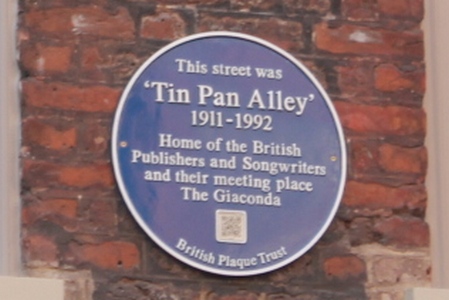 This street was
'Tin Pan Alley'
1911-1992
Home of the British
Publishers and Songwriters
and their meeting place
The Giaconda
British Plaque Trust